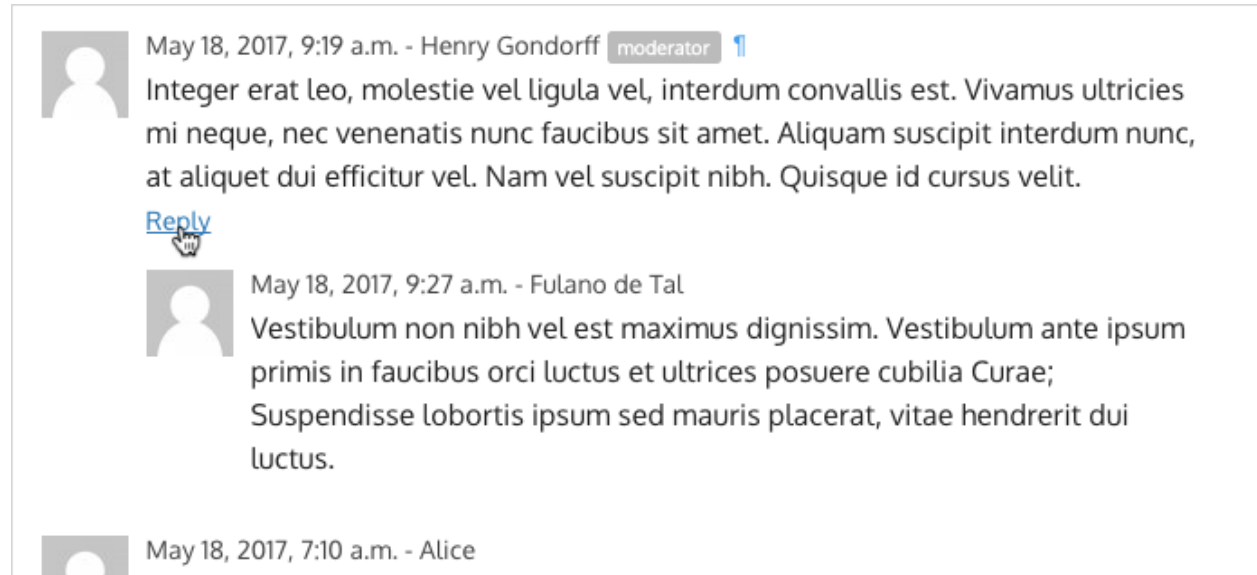 May 18, 2017, 9:19 a.m. - Henry Gondorff moderator ¶
Integer erat leo, molestie vel ligula vel, interdum convallis est. Vivamus ultricies
mi neque, nec venenatis nunc faucibus sit amet. Aliquam suscipit interdum nunc,
at aliquet dui efficitur vel. Nam vel suscipit nibh. Quisque id cursus velit.
Reply
May 18, 2017, 9:27 a.m. - Fulano de Tal
Vestibulum non nibh vel est maximus dignissim. Vestibulum ante ipsum
primis in faucibus orci luctus et ultrices posuere cubilia Curae;
Suspendisse lobortis ipsum sed mauris placerat, vitae hendrerit dui
luctus.
May 18, 2017, 7:10 a.m. - Alice